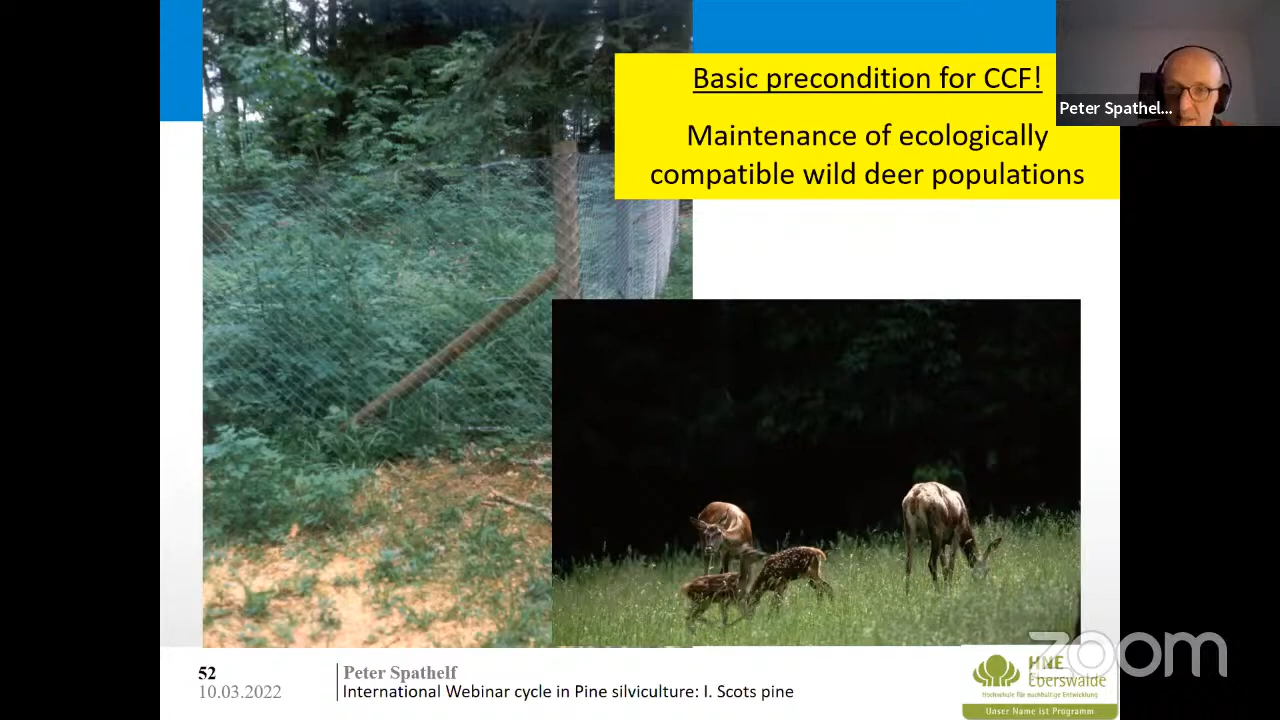 Basic precondition for CCF!
Maintenance of ecologically
compatible wild deer populations
Peter Spathel...
52
10.03.2022
Peter Spathelf
International Webinar cycle in Pine silviculture: I. Scots pine
HNE
Eberswalde
Hochschule für nachhaltige Entwicklung
Unser Name ist Programm
zoom